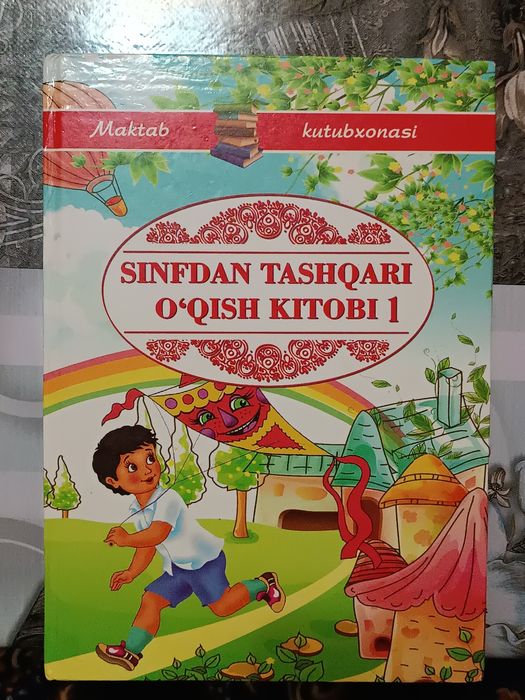 Maktab kutubxonasi
SINFDAN TASHQARI
O‘QISH KITOBI 1